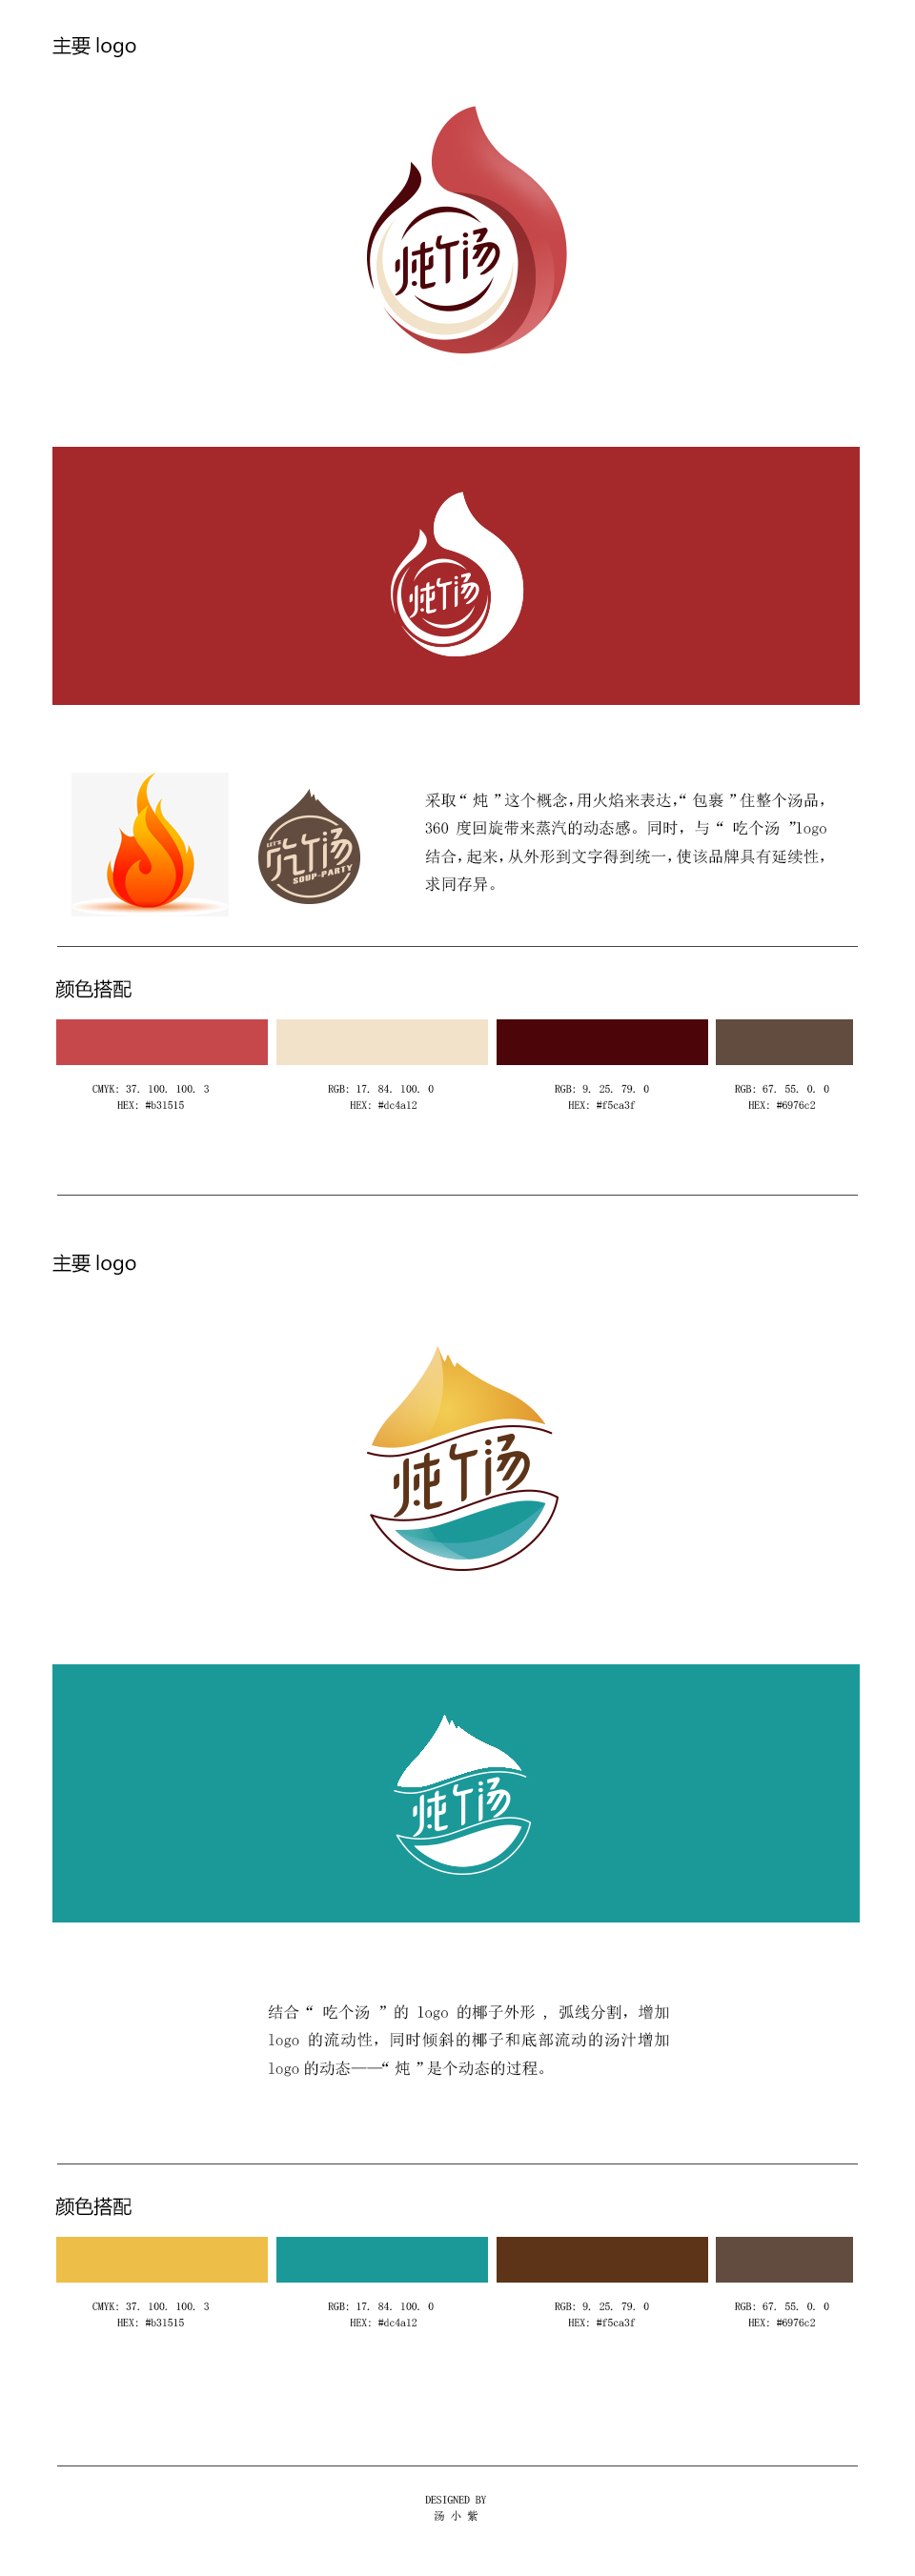 主要 logo
炖个汤
炖个汤
LET'S
吃个汤
SOUP-PARTY
采取“ 炖 ”这个概念，用火焰来表达，“ 包裹 ”住整个汤品，
360 度回旋带来蒸汽的动态感。同时，与“ 吃个汤 ”logo
结合，起来，从外形到文字得到统一，使该品牌具有延续性，
求同存异。
颜色搭配
CMYK: 37. 100. 100. 3
HEX: #b31515
RGB: 17. 84. 100. 0
HEX: #dc4a12
RGB: 9. 25. 79. 0
HEX: #f5ca3f
RGB: 67. 55. 0. 0
HEX: #6976c2
主要 logo
炖个汤
炖个汤
结合“ 吃个汤 ”的 logo 的椰子外形 ，弧线分割，增加
logo 的流动性，同时倾斜的椰子和底部流动的汤汁增加
logo 的动态——“ 炖 ”是个动态的过程。
颜色搭配
CMYK: 37. 100. 100. 3
HEX: #b31515
RGB: 17. 84. 100. 0
HEX: #dc4a12
RGB: 9. 25. 79. 0
HEX: #f5ca3f
RGB: 67. 55. 0. 0
HEX: #6976c2
DESIGNED BY
汤 小 紫